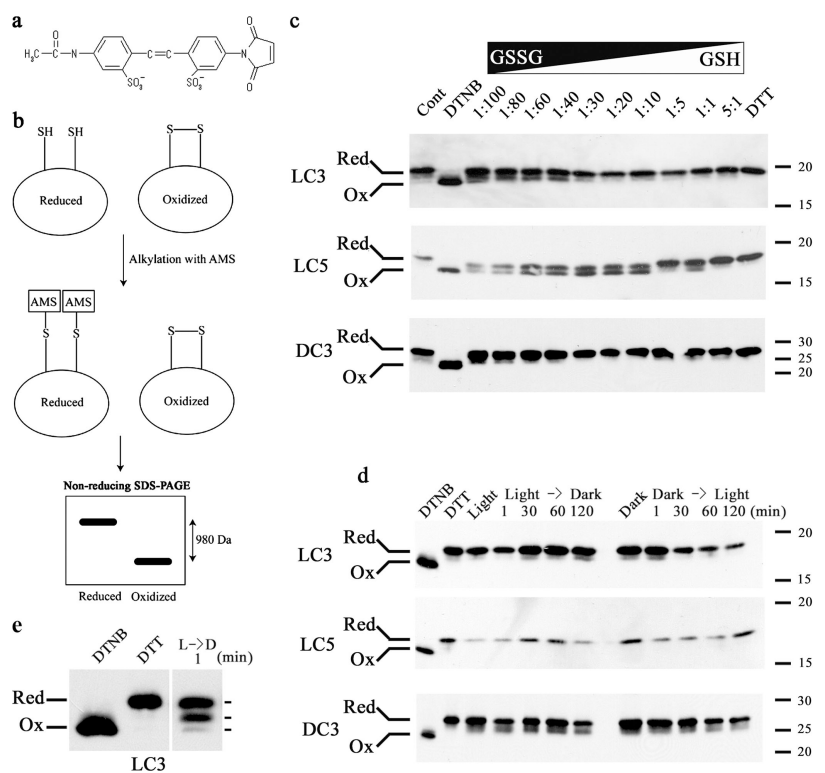 a
O
H₃C—C—N
C=C
SO₃⁻
SO₃⁻
N
O
O
b
SH SH
S—S
Reduced
Oxidized
Alkylation with AMS
AMS AMS
S S
S—S
Reduced
Oxidized
Non-reducing SDS-PAGE
980 Da
Reduced Oxidized
c
GSSG GSH
Cont DTNB 1:100 1:80 1:60 1:40 1:30 1:20 1:10 1:5 1:1 5:1 DTT
LC3 Red Ox 20 15
LC5 Red Ox 20 15
DC3 Red Ox 30 25 20
d
DTNB DTT Light Light -> Dark Dark Dark -> Light
1 30 60 120 1 30 60 120 (min)
LC3 Red Ox 20 15
LC5 Red Ox 20 15
DC3 Red Ox 30 25 20
e
DTNB DTT L->D
1 (min)
Red
Ox
LC3